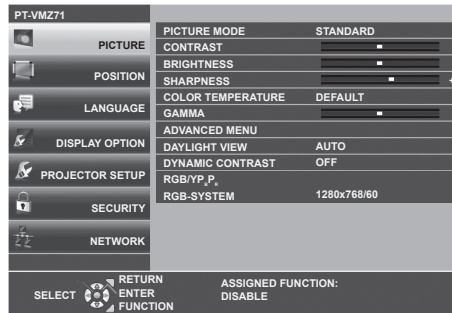 PT-VMZ71
PICTURE
POSITION
LANGUAGE
DISPLAY OPTION
PROJECTOR SETUP
SECURITY
NETWORK
PICTURE MODE STANDARD
CONTRAST
BRIGHTNESS
SHARPNESS +
COLOR TEMPERATURE DEFAULT
GAMMA
ADVANCED MENU
DAYLIGHT VIEW AUTO
DYNAMIC CONTRAST OFF
RGB/YPBPR
RGB-SYSTEM 1280x768/60
SELECT
RETURN
ENTER
FUNCTION
ASSIGNED FUNCTION:
DISABLE